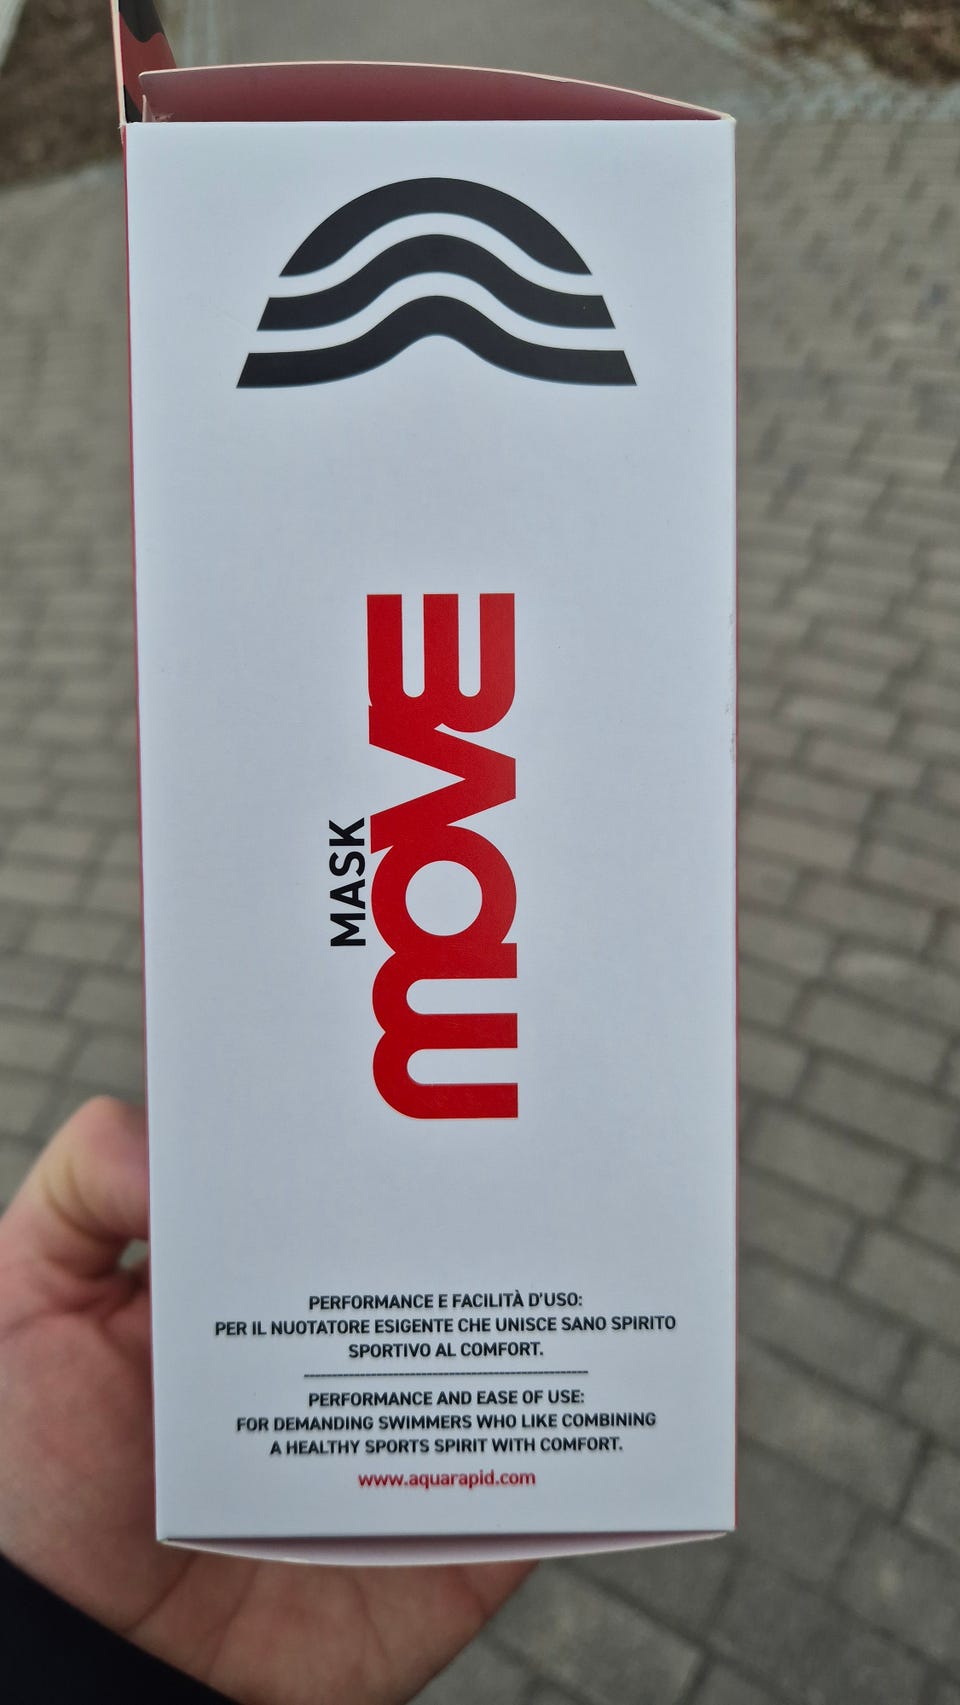 MASK
MOVE
PERFORMANCE E FACILITÀ D'USO:
PER IL NUOTATORE ESIGENTE CHE UNISCE SANO SPIRITO
SPORTIVO AL COMFORT.
PERFORMANCE AND EASE OF USE:
FOR DEMANDING SWIMMERS WHO LIKE COMBINING
A HEALTHY SPORTS SPIRIT WITH COMFORT.
www.aquarapid.com